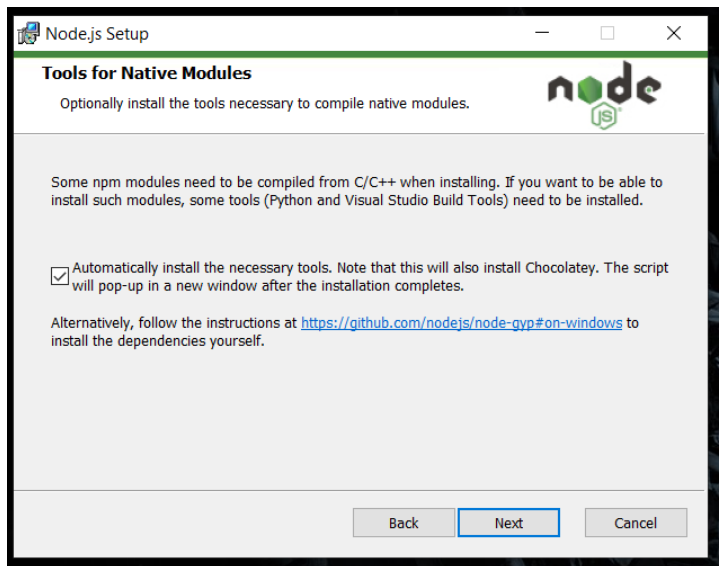 Node.js Setup
Tools for Native Modules
Optionally install the tools necessary to compile native modules.
node
JS
Some npm modules need to be compiled from C/C++ when installing. If you want to be able to
install such modules, some tools (Python and Visual Studio Build Tools) need to be installed.
Automatically install the necessary tools. Note that this will also install Chocolatey. The script
will pop-up in a new window after the installation completes.
Alternatively, follow the instructions at https://github.com/nodejs/node-gyp#on-windows to
install the dependencies yourself.
Back Next Cancel